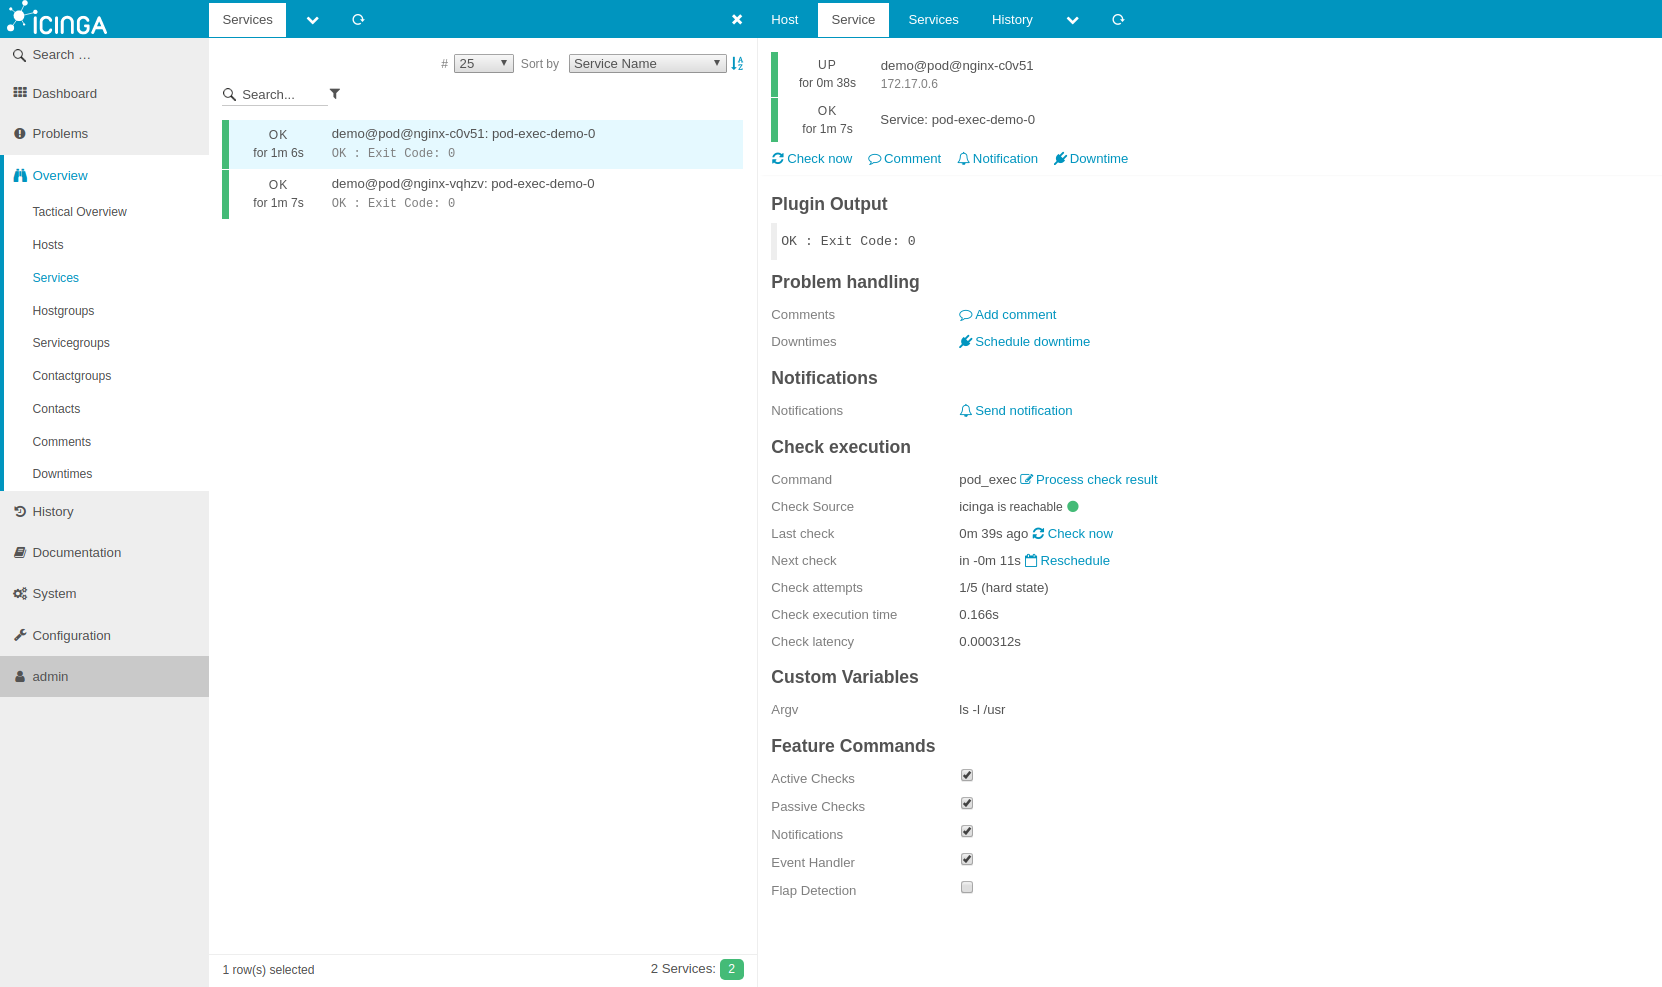 ICINGA
Services
Host
Service
Services
History
Search …
Dashboard
Problems
Overview
Tactical Overview
Hosts
Services
Hostgroups
Servicegroups
Contactgroups
Contacts
Comments
Downtimes
History
Documentation
System
Configuration
admin
# 25 Sort by Service Name
Search...
OK demo@pod@nginx-c0v51: pod-exec-demo-0
for 1m 6s OK : Exit Code: 0
OK demo@pod@nginx-vqhzv: pod-exec-demo-0
for 1m 7s OK : Exit Code: 0
1 row(s) selected 2 Services: 2
UP demo@pod@nginx-c0v51
for 0m 38s 172.17.0.6
OK
for 1m 7s Service: pod-exec-demo-0
Check now Comment Notification Downtime
Plugin Output
OK : Exit Code: 0
Problem handling
Comments Add comment
Downtimes Schedule downtime
Notifications
Notifications Send notification
Check execution
Command pod_exec Process check result
Check Source icinga is reachable
Last check 0m 39s ago Check now
Next check in -0m 11s Reschedule
Check attempts 1/5 (hard state)
Check execution time 0.166s
Check latency 0.000312s
Custom Variables
Argv ls -l /usr
Feature Commands
Active Checks
Passive Checks
Notifications
Event Handler
Flap Detection